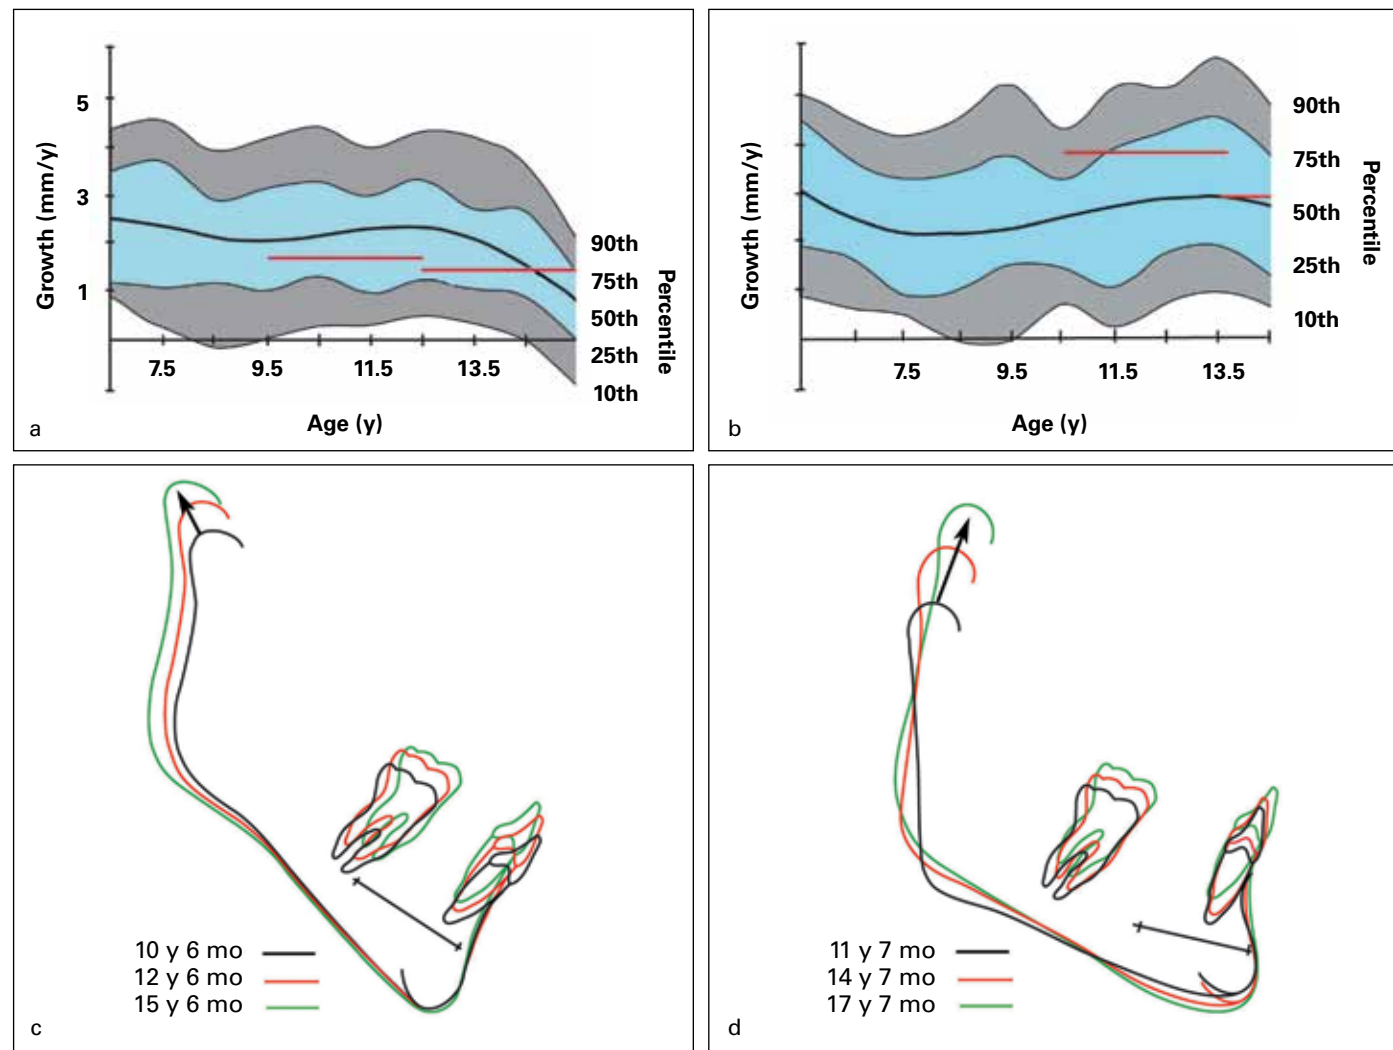 5
3
1
Growth (mm/y)
7.5 9.5 11.5 13.5
Age (y)
90th
75th
50th
25th
10th
Percentile
a
Growth (mm/y)
7.5 9.5 11.5 13.5
Age (y)
90th
75th
50th
25th
10th
Percentile
b
10 y 6 mo
12 y 6 mo
15 y 6 mo
c
11 y 7 mo
14 y 7 mo
17 y 7 mo
d